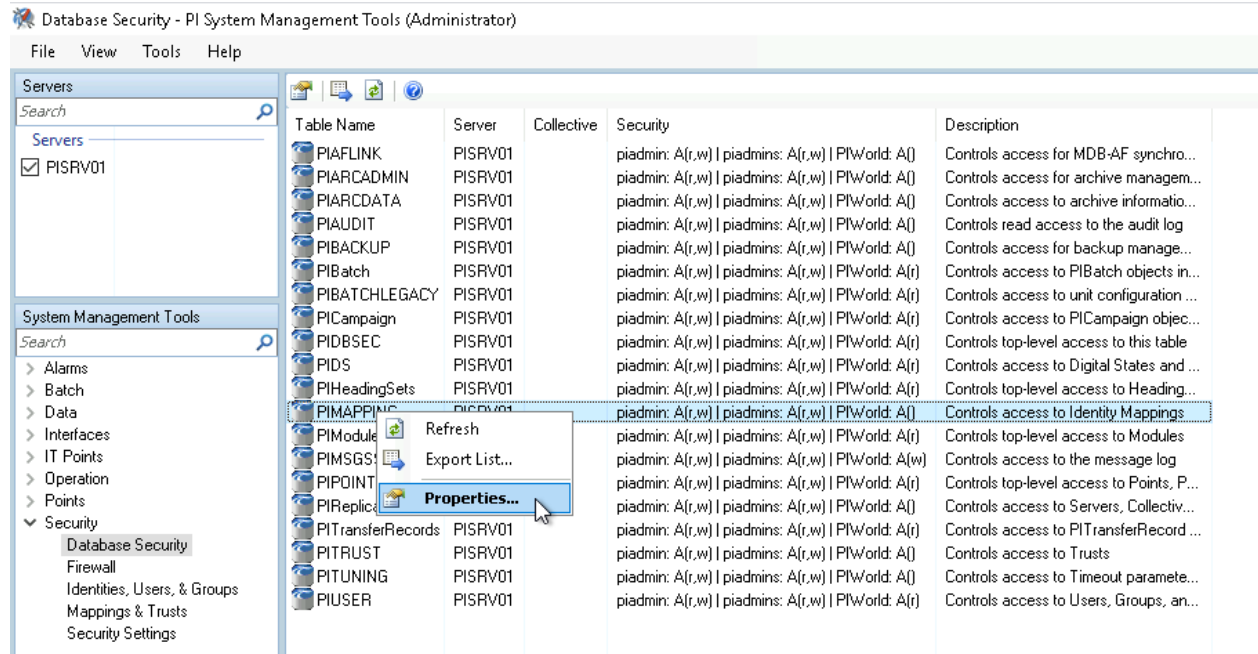 Database Security - PI System Management Tools (Administrator)
File View Tools Help
Servers
Search
Servers
PISRV01
System Management Tools
Search
Alarms
Batch
Data
Interfaces
IT Points
Operation
Points
Security
Database Security
Firewall
Identities, Users, & Groups
Mappings & Trusts
Security Settings
Table Name Server Collective Security Description
PIAFLINK PISRV01 piadmin: A(r,w) | piadmins: A(r,w) | PIWorld: A() Controls access for MDB-AF synchro...
PIARCADMIN PISRV01 piadmin: A(r,w) | piadmins: A(r,w) | PIWorld: A() Controls access for archive managem...
PIARCDATA PISRV01 piadmin: A(r,w) | piadmins: A(r,w) | PIWorld: A() Controls access to archive informatio...
PIAUDIT PISRV01 piadmin: A(r,w) | piadmins: A(r,w) | PIWorld: A() Controls read access to the audit log
PIBACKUP PISRV01 piadmin: A(r,w) | piadmins: A(r,w) | PIWorld: A() Controls access for backup manage...
PIBatch PISRV01 piadmin: A(r,w) | piadmins: A(r,w) | PIWorld: A(r) Controls access to PIBatch objects in...
PIBATCHLEGACY PISRV01 piadmin: A(r,w) | piadmins: A(r,w) | PIWorld: A(r) Controls access to unit configuration ...
PICampaign PISRV01 piadmin: A(r,w) | piadmins: A(r,w) | PIWorld: A(r) Controls access to PICampaign objec...
PIDBSEC PISRV01 piadmin: A(r,w) | piadmins: A(r,w) | PIWorld: A(r) Controls top-level access to this table
PIDS PISRV01 piadmin: A(r,w) | piadmins: A(r,w) | PIWorld: A(r) Controls access to Digital States and ...
PIHeadingSets PISRV01 piadmin: A(r,w) | piadmins: A(r,w) | PIWorld: A(r) Controls top-level access to Heading...
PIMAPPING PISRV01 piadmin: A(r,w) | piadmins: A(r,w) | PIWorld: A() Controls access to Identity Mappings
PIModule piadmin: A(r,w) | piadmins: A(r,w) | PIWorld: A(r) Controls top-level access to Modules
PIMSGSS piadmin: A(r,w) | piadmins: A(r,w) | PIWorld: A(w) Controls access to the message log
PIPOINT piadmin: A(r,w) | piadmins: A(r,w) | PIWorld: A(r) Controls top-level access to Points, P...
PIReplica piadmin: A(r,w) | piadmins: A(r,w) | PIWorld: A(r) Controls access to Servers, Collectiv...
PITransferRecords PISRV01 piadmin: A(r,w) | piadmins: A(r,w) | PIWorld: A(r) Controls access to PITransferRecord ...
PITRUST PISRV01 piadmin: A(r,w) | piadmins: A(r,w) | PIWorld: A() Controls access to Trusts
PITUNING PISRV01 piadmin: A(r,w) | piadmins: A(r,w) | PIWorld: A() Controls access to Timeout paramete...
PIUSER PISRV01 piadmin: A(r,w) | piadmins: A(r,w) | PIWorld: A(r) Controls access to Users, Groups, an...
Refresh
Export List...
Properties...